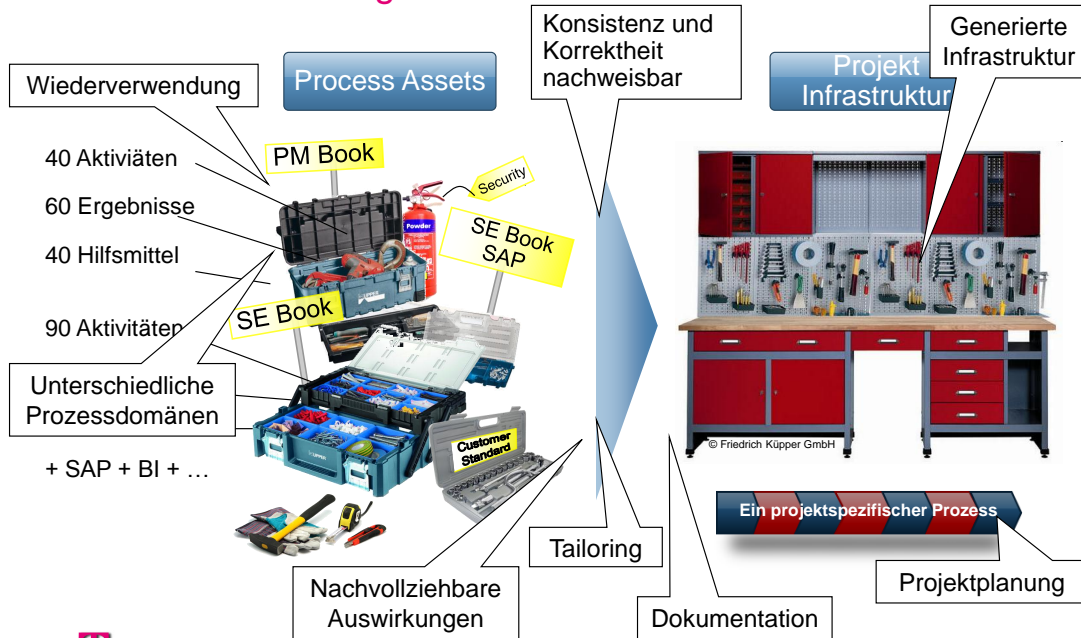 Konsistenz und
Korrektheit
nachweisbar
Generierte
Infrastruktur
Wiederverwendung
Process Assets
Projekt
Infrastruktur
40 Aktiviäten
60 Ergebnisse
40 Hilfsmittel
90 Aktivitäten
PM Book
Security
Powder
SE Book
SAP
SE Book
Unterschiedliche
Prozessdomänen
+ SAP + BI + …
Customer
Standard
© Friedrich Küpper GmbH
Ein projektspezifischer Prozess
Tailoring
Nachvollziehbare
Auswirkungen
Dokumentation
Projektplanung